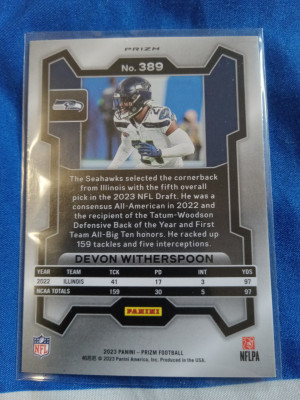 PRIZM
No. 389
The Seahawks selected the cornerback
from Illinois with the fifth overall
pick in the 2023 NFL Draft. He was a
consensus All-American in 2022 and
the recipient of the Tatum-Woodson
Defensive Back of the Year and First
Team All-Big Ten honors. He racked up
159 tackles and five interceptions.
DEVON WITHERSPOON
YEAR TEAM TCK PD INT YDS
2022 ILLINOIS 41 17 3 97
NCAA TOTALS 159 30 5 97
PANINI
NFL
NFLPA
2023 PANINI - PRIZM FOOTBALL
© 2023 Panini America, Inc. Produced in the USA.